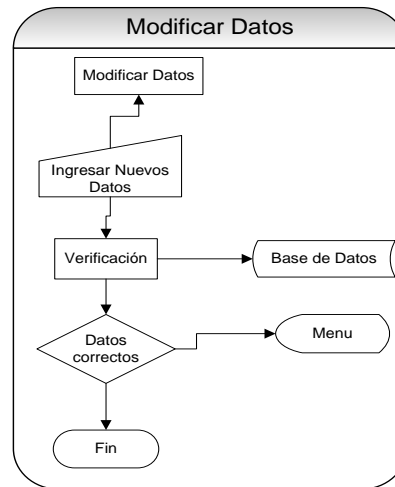 Modificar Datos
Modificar Datos
Ingresar Nuevos
Datos
Verificación
Base de Datos
Datos
correctos
Menu
Fin